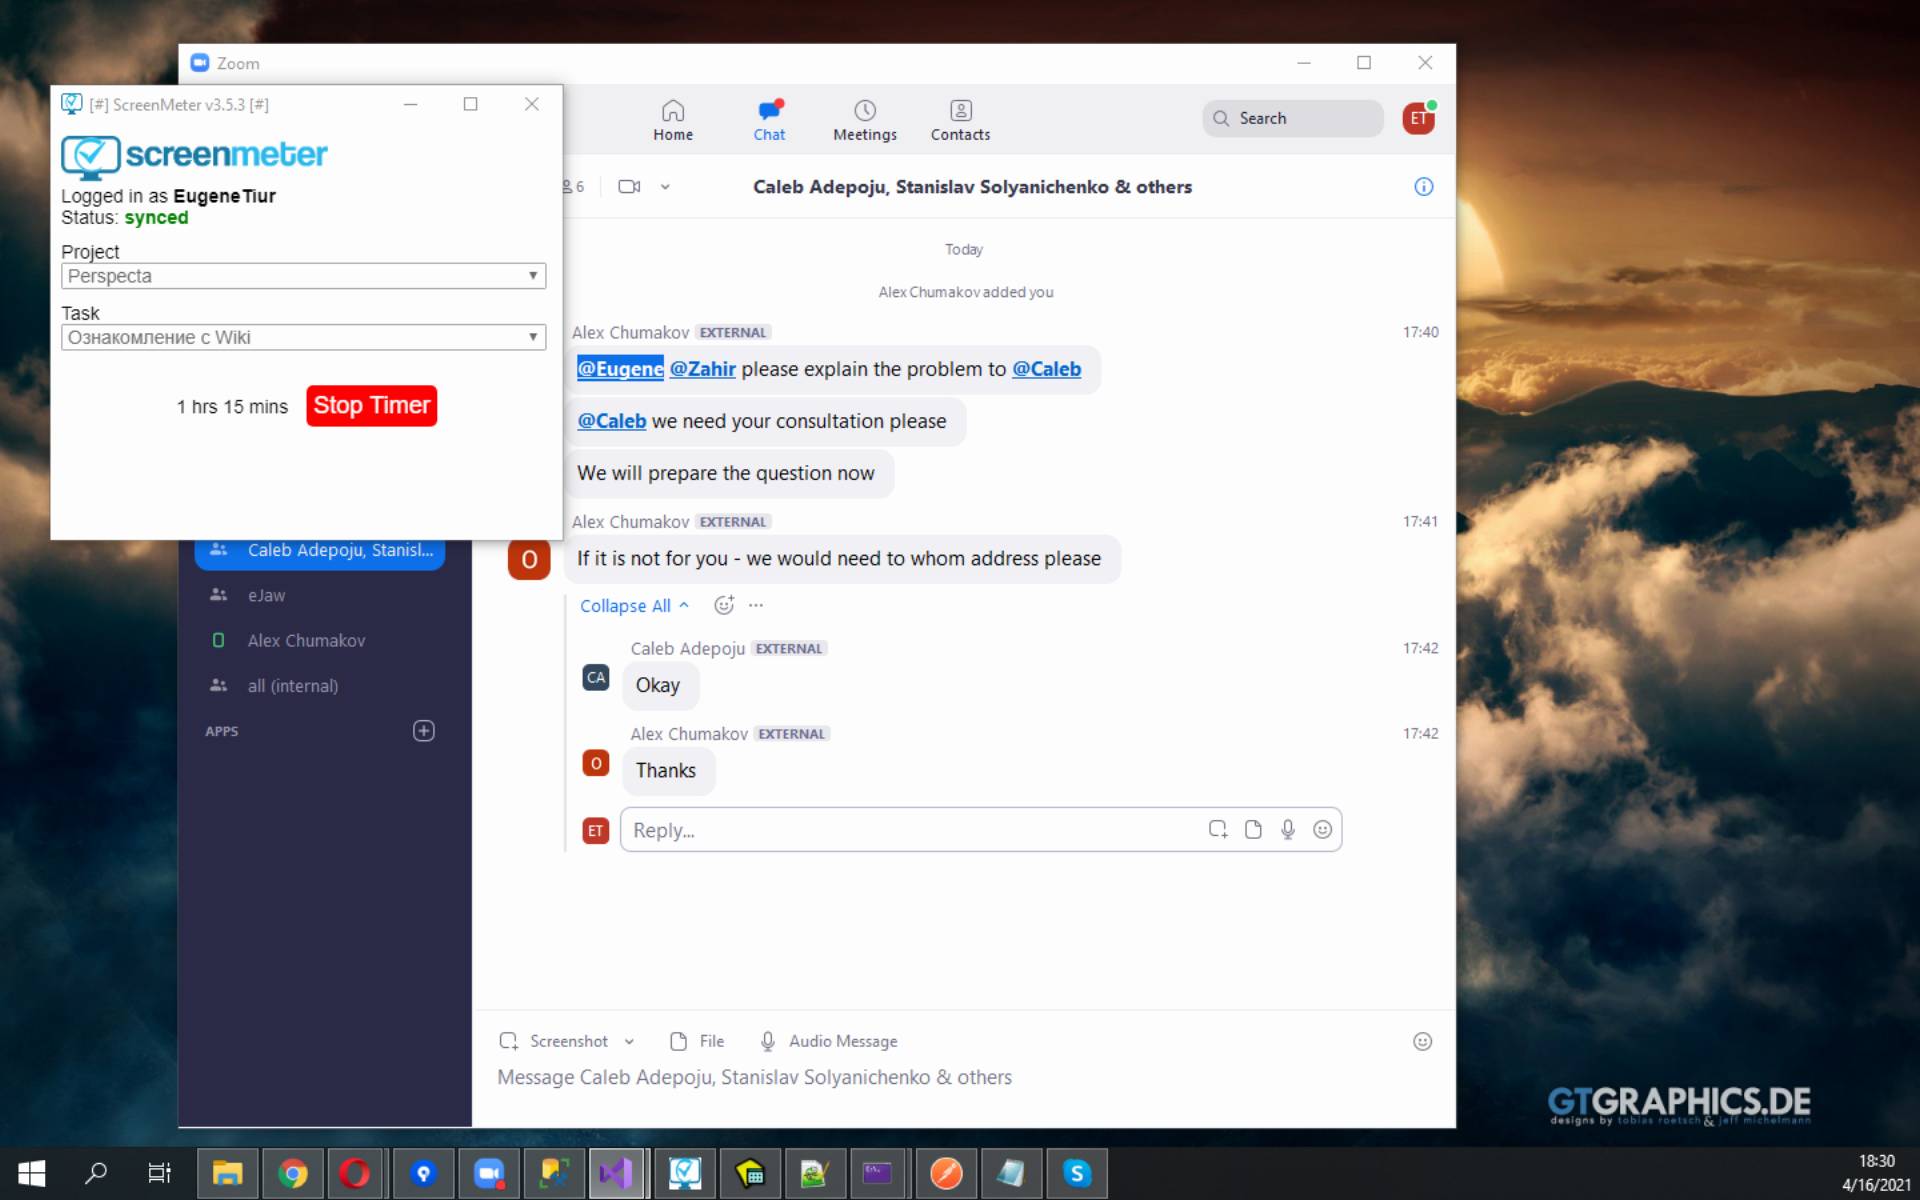 Zoom
[#] ScreenMeter v3.5.3 [#]
screenmeter
Logged in as EugeneTiur
Status: synced
Project
Perspecta
Task
Ознакомление с Wiki
1 hrs 15 mins
Stop Timer
Home
Chat
Meetings
Contacts
Search
ET
6
Caleb Adepoju, Stanislav Solyanichenko & others
Today
Alex Chumakov added you
Alex Chumakov EXTERNAL 17:40
@Eugene @Zahir please explain the problem to @Caleb
@Caleb we need your consultation please
We will prepare the question now
Alex Chumakov EXTERNAL 17:41
O
If it is not for you - we would need to whom address please
Collapse All
Caleb Adepoju EXTERNAL 17:42
CA
Okay
Alex Chumakov EXTERNAL 17:42
O
Thanks
ET
Reply...
Caleb Adepoju, Stanisl...
eJaw
Alex Chumakov
all (internal)
APPS
Screenshot
File
Audio Message
Message Caleb Adepoju, Stanislav Solyanichenko & others
GTGRAPHICS.DE
designs by tobias roetsch & jeff michelmann
18:30
4/16/2021